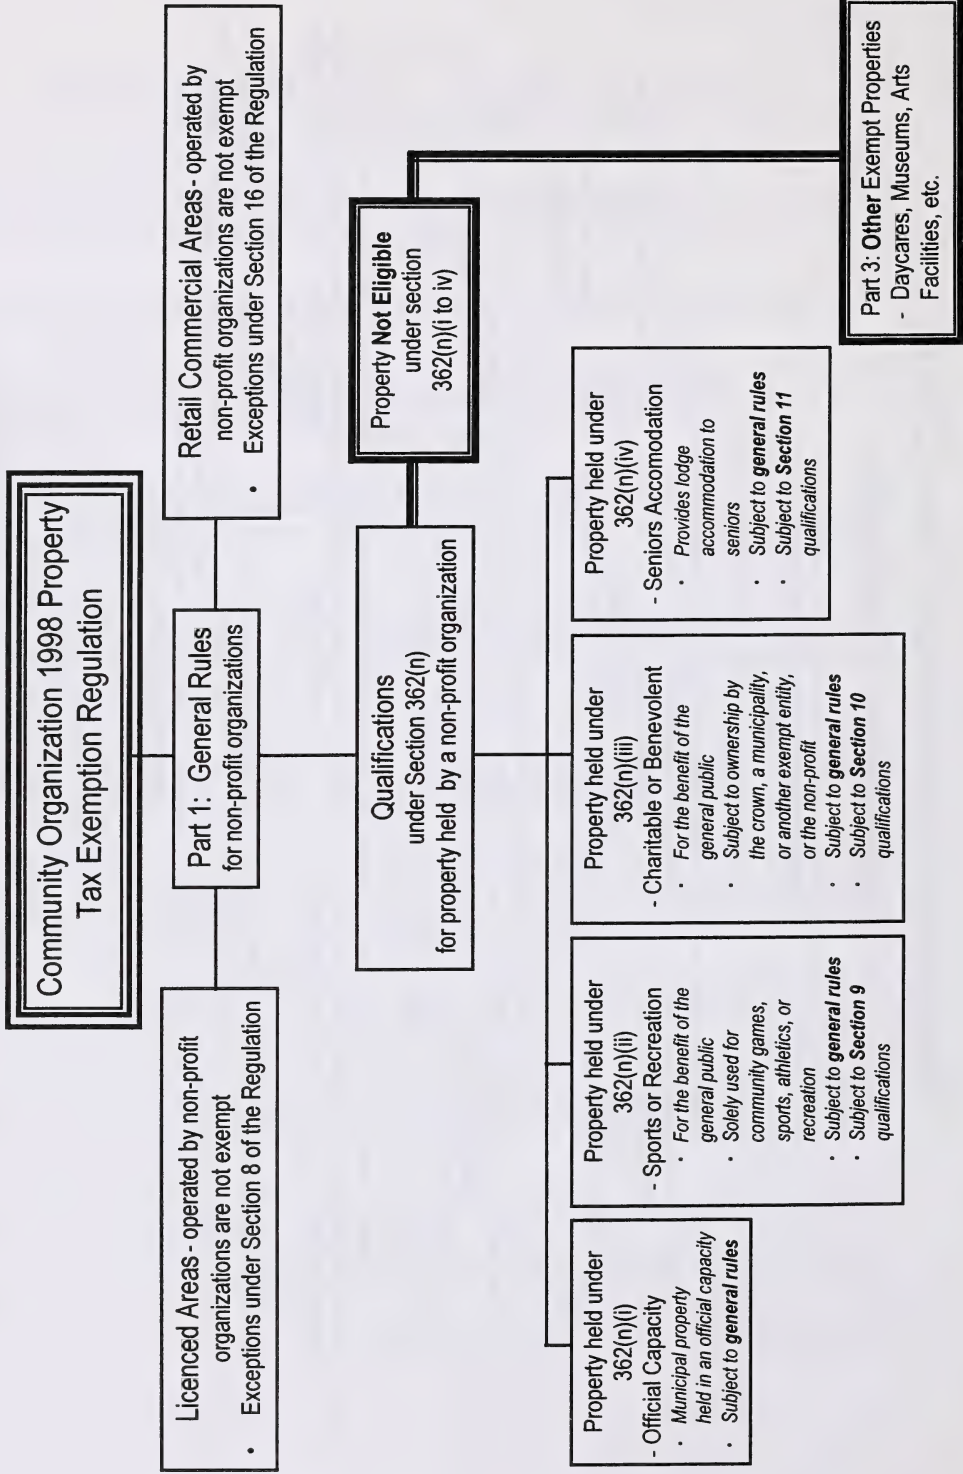 Community Organization 1998 Property
Tax Exemption Regulation
Licenced Areas - operated by non-profit
organizations are not exempt
• Exceptions under Section 8 of the Regulation
Part 1: General Rules
for non-profit organizations
Retail Commercial Areas - operated by
non-profit organizations are not exempt
• Exceptions under Section 16 of the Regulation
Qualifications
under Section 362(n)
for property held by a non-profit organization
Property Not Eligible
under section
362(n)(i to iv)
Property held under
362(n)(i)
- Official Capacity
• Municipal property
held in an official capacity
• Subject to general rules
Property held under
362(n)(ii)
- Sports or Recreation
• For the benefit of the
general public
• Solely used for
community games,
sports, athletics, or
recreation
• Subject to general rules
• Subject to Section 9
qualifications
Property held under
362(n)(iii)
- Charitable or Benevolent
• For the benefit of the
general public
• Subject to ownership by
the crown, a municipality,
or another exempt entity,
or the non-profit
• Subject to general rules
• Subject to Section 10
qualifications
Property held under
362(n)(iv)
- Seniors Accomodation
• Provides lodge
accommodation to
seniors
• Subject to general rules
• Subject to Section 11
qualifications
Part 3: Other Exempt Properties
- Daycares, Museums, Arts
Facilities, etc.